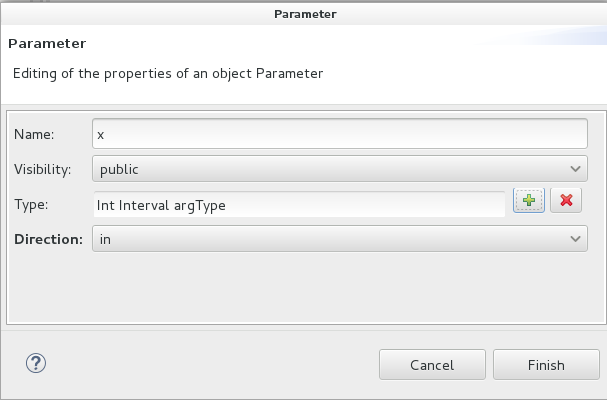 Parameter
Parameter
Editing of the properties of an object Parameter
Name: x
Visibility: public
Type: Int Interval argType
Direction: in
? Cancel Finish